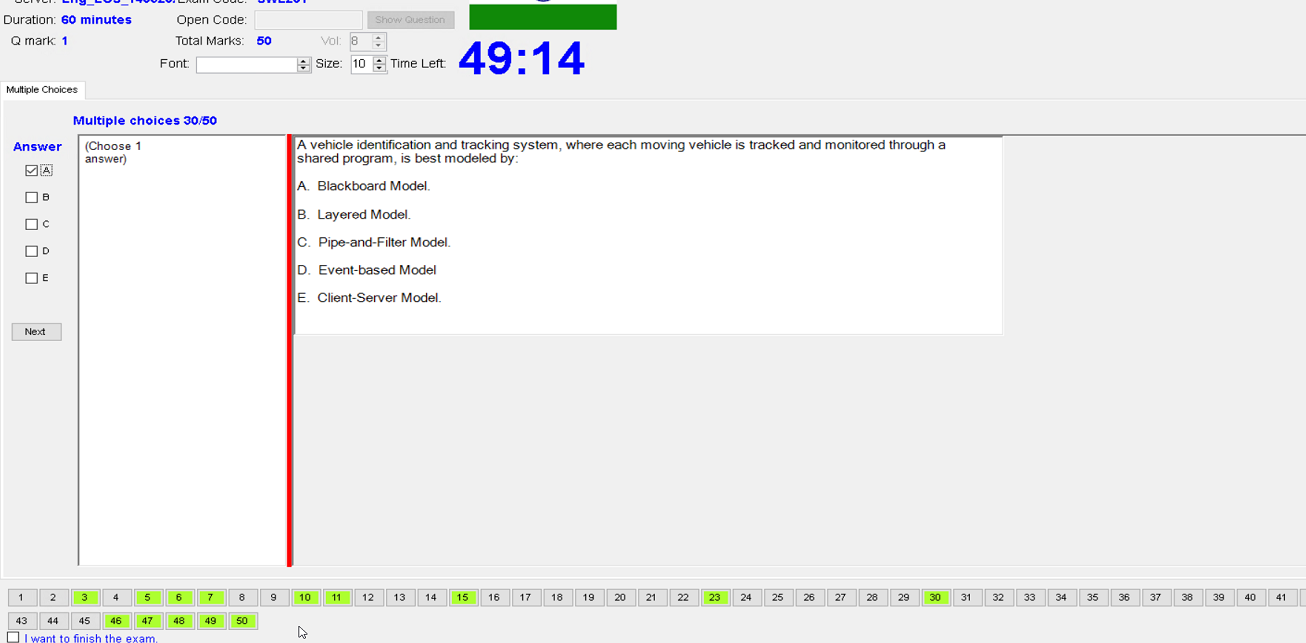 Duration: 60 minutes Open Code: Show Question
Q mark: 1 Total Marks: 50 Vol: 8
Font: Size: 10 Time Left: 49:14
Multiple Choices
Multiple choices 30/50
Answer
A
B
C
D
E
Next
(Choose 1
answer)
A vehicle identification and tracking system, where each moving vehicle is tracked and monitored through a
shared program, is best modeled by:
A. Blackboard Model.
B. Layered Model.
C. Pipe-and-Filter Model.
D. Event-based Model
E. Client-Server Model.
1 2 3 4 5 6 7 8 9 10 11 12 13 14 15 16 17 18 19 20 21 22 23 24 25 26 27 28 29 30 31 32 33 34 35 36 37 38 39 40 41
43 44 45 46 47 48 49 50
I want to finish the exam.